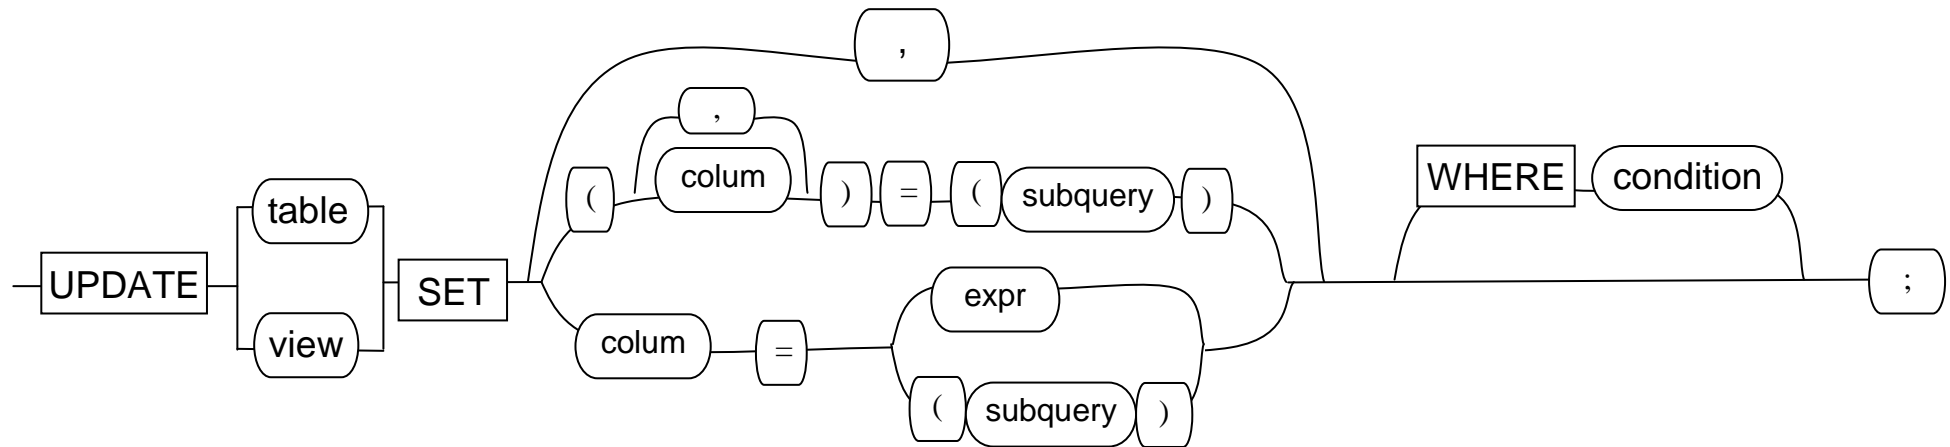 ,
,
( colum ) = ( subquery )
WHERE condition
table
UPDATE SET ;
view
expr
colum =
( subquery )